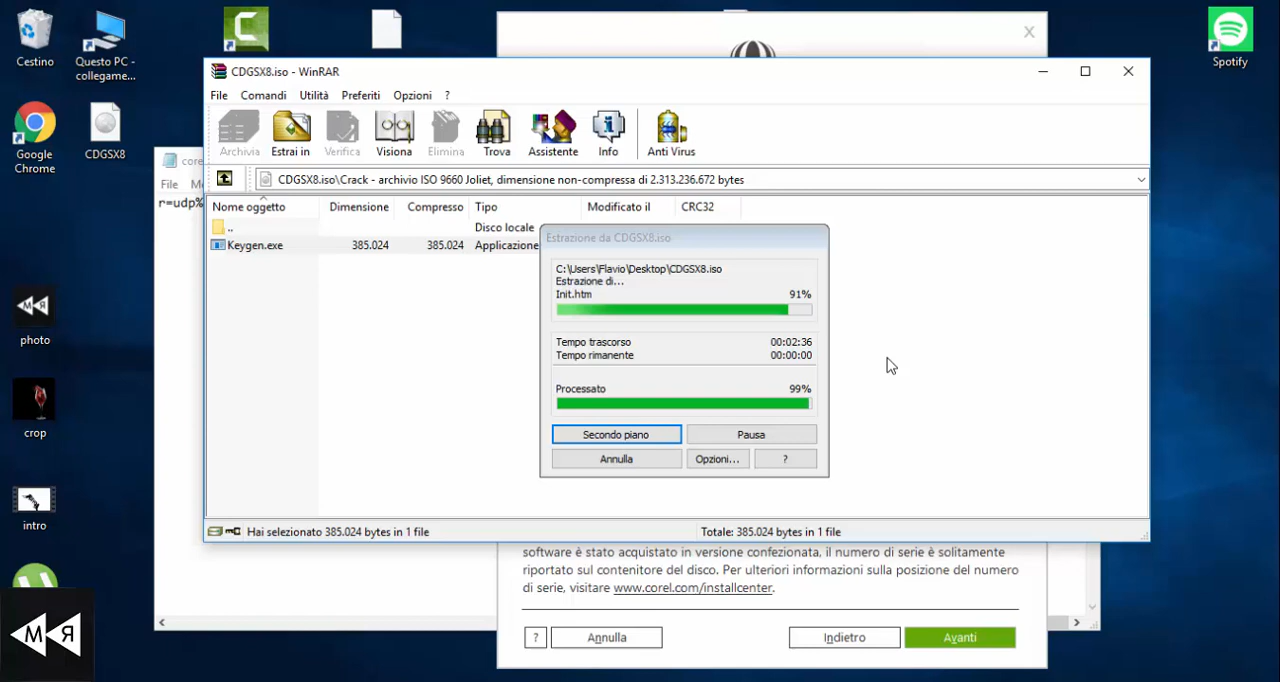 Cestino
Questo PC -
collegame...
Google
Chrome
CDGSX8
photo
crop
intro
Spotify
X
core
File
M
r=udp%
CDGSX8.iso - WinRAR
File Comandi Utilità Preferiti Opzioni ?
Archivia Estrai in Verifica Visiona Elimina Trova Assistente Info Anti Virus
CDGSX8.iso\Crack - archivio ISO 9660 Joliet, dimensione non-compressa di 2.313.236.672 bytes
Nome oggetto Dimensione Compresso Tipo Modificato il CRC32
.. Disco locale
Keygen.exe 385.024 385.024 Applicazione
Estrazione da CDGSX8.iso
C:\Users\Flavio\Desktop\CDGSX8.iso
Estrazione di...
Init.htm 91%
Tempo trascorso 00:02:36
Tempo rimanente 00:00:00
Processato 99%
Secondo piano Pausa
Annulla Opzioni... ?
Hai selezionato 385.024 bytes in 1 file Totale: 385.024 bytes in 1 file
software è stato acquistato in versione confezionata, il numero di serie è solitamente
riportato sul contenitore del disco. Per ulteriori informazioni sulla posizione del numero
di serie, visitare www.corel.com/installcenter.
? Annulla Indietro Avanti
MЯ